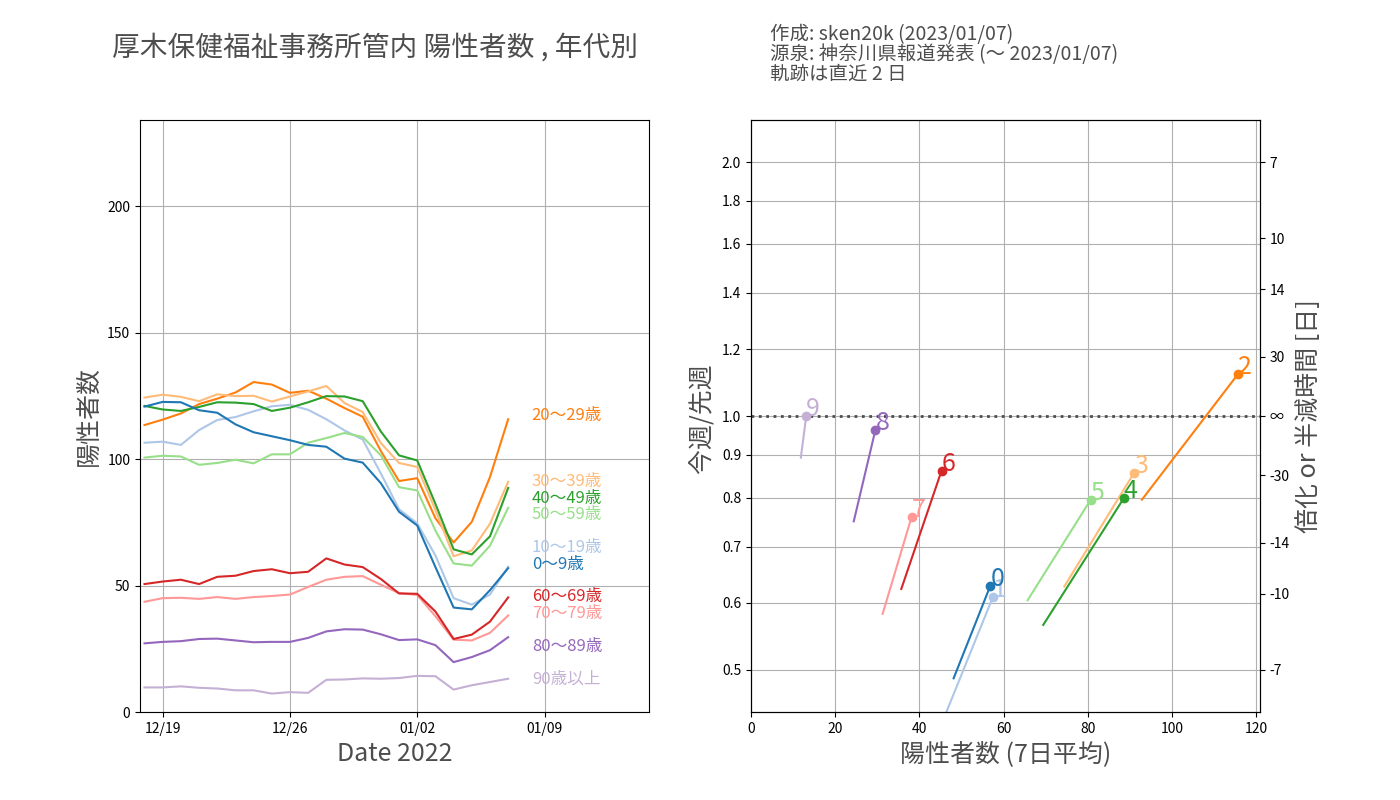 厚木保健福祉事務所管内 陽性者数 , 年代別
作成: sken20k (2023/01/07)
源泉: 神奈川県報道発表 (〜 2023/01/07)
軌跡は直近 2 日
陽性者数
200
150
100
50
0
12/19
12/26
01/02
01/09
Date 2022
20〜29歳
30〜39歳
40〜49歳
50〜59歳
10〜19歳
0〜9歳
60〜69歳
70〜79歳
80〜89歳
90歳以上
今週/先週
2.0
1.8
1.6
1.4
1.2
1.0
0.9
0.8
0.7
0.6
0.5
0
20
40
60
80
100
120
陽性者数 (7日平均)
9
8
7
6
0
1
5
4
3
2
7
10
14
30
∞
-30
-14
-10
-7
倍化 or 半減時間 [日]